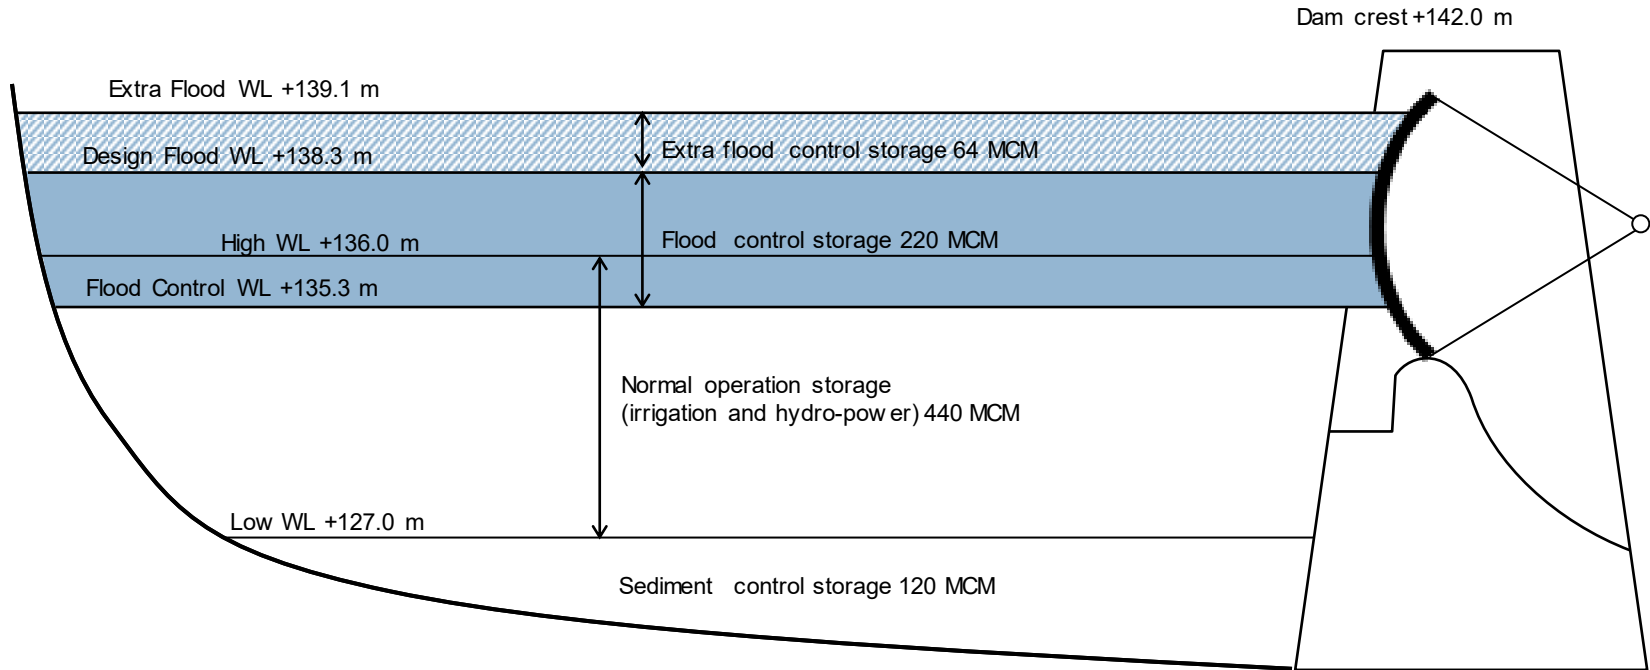 Dam crest +142.0 m
Extra Flood WL +139.1 m
Design Flood WL +138.3 m
Extra flood control storage 64 MCM
High WL +136.0 m
Flood control storage 220 MCM
Flood Control WL +135.3 m
Normal operation storage
(irrigation and hydro-power) 440 MCM
Low WL +127.0 m
Sediment control storage 120 MCM